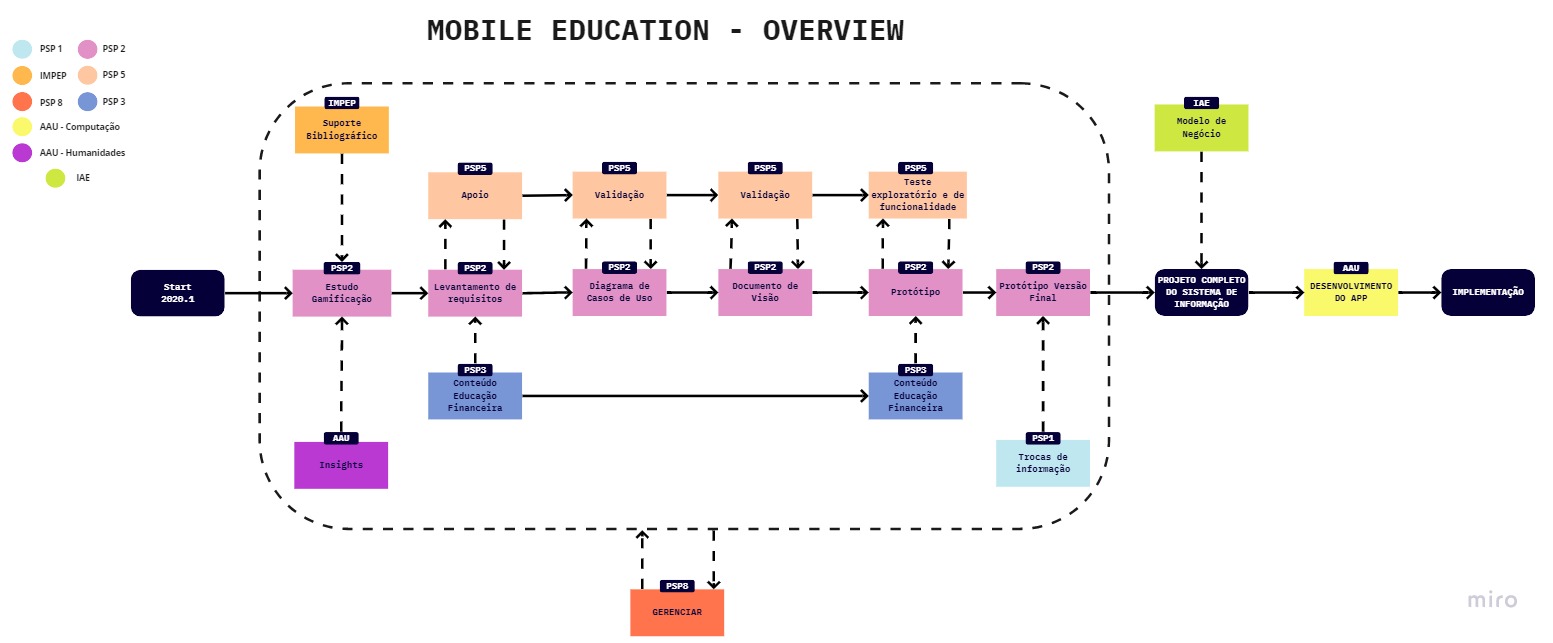 MOBILE EDUCATION - OVERVIEW
PSP 1
PSP 2
IMPEP
PSP 5
PSP 8
PSP 3
AAU - Computação
AAU - Humanidades
IAE
IMPEP
Suporte
Bibliográfico
IAE
Modelo de
Negócio
PSP5
Apoio
PSP5
Validação
PSP5
Validação
PSP5
Teste
exploratório e de
funcionalidade
Start
2020.1
PSP2
Estudo
Gamificação
PSP2
Levantamento de
requisitos
PSP2
Diagrama de
Casos de Uso
PSP2
Documento de
Visão
PSP2
Protótipo
PSP2
Protótipo Versão
Final
PROJETO COMPLETO
DO SISTEMA DE
INFORMAÇÃO
AAU
DESENVOLVIMENTO
DO APP
IMPLEMENTAÇÃO
PSP3
Conteúdo
Educação
Financeira
PSP3
Conteúdo
Educação
Financeira
AAU
Insights
PSP1
Trocas de
informação
PSP8
GERENCIAR
miro